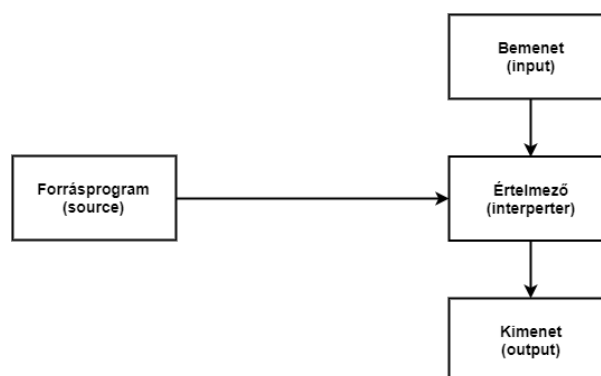 Bemenet
(input)
Forrásprogram
(source)
Értelmező
(interperter)
Kimenet
(output)